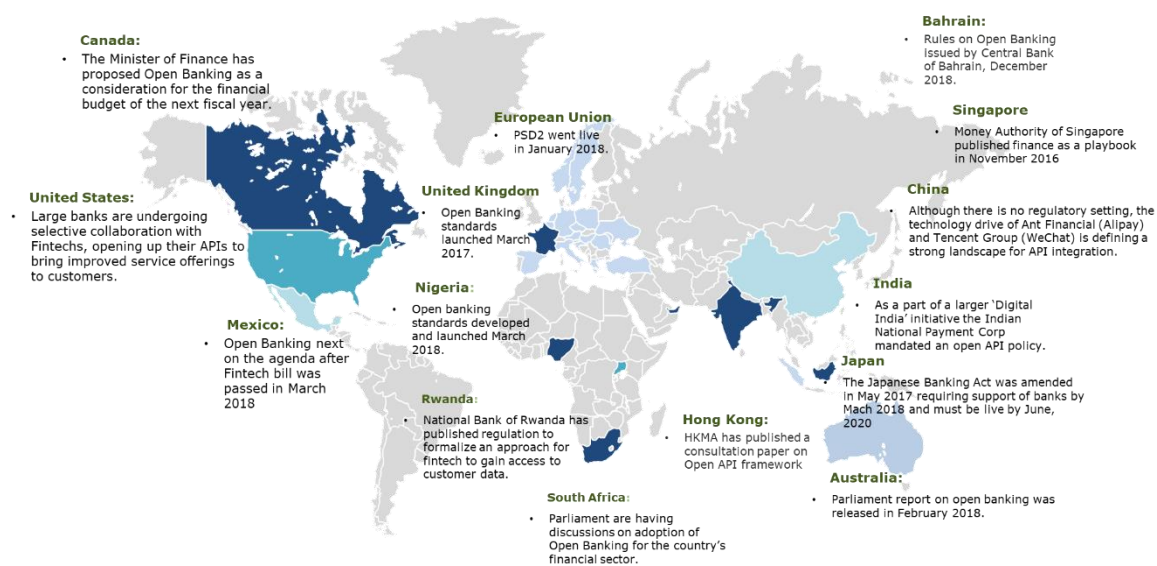 Canada:
• The Minister of Finance has
proposed Open Banking as a
consideration for the financial
budget of the next fiscal year.
United States:
• Large banks are undergoing
selective collaboration with
Fintechs, opening up their APIs to
bring improved service offerings
to customers.
Mexico:
• Open Banking next
on the agenda after
Fintech bill was
passed in March
2018
European Union
• PSD2 went live
in January 2018.
United Kingdom
• Open Banking
standards
launched March
2017.
Nigeria:
• Open banking
standards developed
and launched March
2018.
Rwanda:
• National Bank of Rwanda has
published regulation to
formalize an approach for
fintech to gain access to
customer data.
South Africa:
• Parliament are having
discussions on adoption of
Open Banking for the country's
financial sector.
Hong Kong:
• HKMA has published a
consultation paper on
Open API framework
Bahrain:
• Rules on Open Banking
issued by Central Bank
of Bahrain, December
2018.
Singapore
• Money Authority of Singapore
published finance as a playbook
in November 2016
China
• Although there is no regulatory setting, the
technology drive of Ant Financial (Alipay)
and Tencent Group (WeChat) is defining a
strong landscape for API integration.
India
• As a part of a larger 'Digital
India' initiative the Indian
National Payment Corp
mandated an open API policy.
Japan
• The Japanese Banking Act was amended
in May 2017 requiring support of banks by
Mach 2018 and must be live by June,
2020
Australia:
• Parliament report on open banking was
released in February 2018.